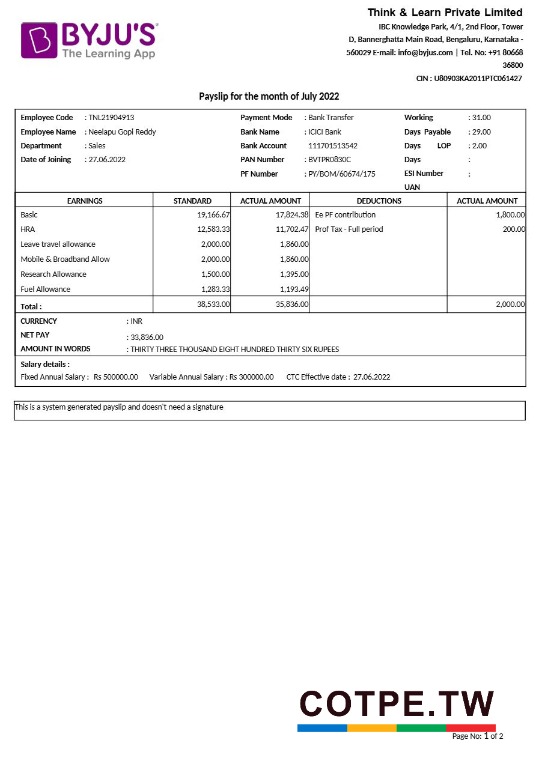 BYJU'S
The Learning App
Think & Learn Private Limited
IBC Knowledge Park, 4/1, 2nd Floor, Tower
D, Bannerghatta Main Road, Bengaluru, Karnataka -
560029 E-mail: info@byjus.com | Tel. No: +91 80668
36800
CIN : U80903KA2011PTC061427
Payslip for the month of July 2022
Employee Code : TNL21904913 Payment Mode : Bank Transfer Working : 31.00
Employee Name : Neelapu Gopi Reddy Bank Name : ICICI Bank Days Payable : 29.00
Department : Sales Bank Account 111701513542 Days LOP : 2.00
Date of Joining : 27.06.2022 PAN Number : BVTPR0830C Days :
PF Number : PY/BOM/60674/175 ESI Number :
UAN
EARNINGS STANDARD ACTUAL AMOUNT DEDUCTIONS ACTUAL AMOUNT
Basic 19,166.67 17,824.38 Ee PF contribution 1,800.00
HRA 12,583.33 11,702.47 Prof Tax - Full period 200.00
Leave travel allowance 2,000.00 1,860.00
Mobile & Broadband Allow 2,000.00 1,860.00
Research Allowance 1,500.00 1,395.00
Fuel Allowance 1,283.33 1,193.49
Total : 38,533.00 35,836.00 2,000.00
CURRENCY : INR
NET PAY : 33,836.00
AMOUNT IN WORDS : THIRTY THREE THOUSAND EIGHT HUNDRED THIRTY SIX RUPEES
Salary details :
Fixed Annual Salary : Rs 500000.00 Variable Annual Salary : Rs 300000.00 CTC Effective date : 27.06.2022
This is a system generated payslip and doesn't need a signature
COTPE.TW
Page No: 1 of 2